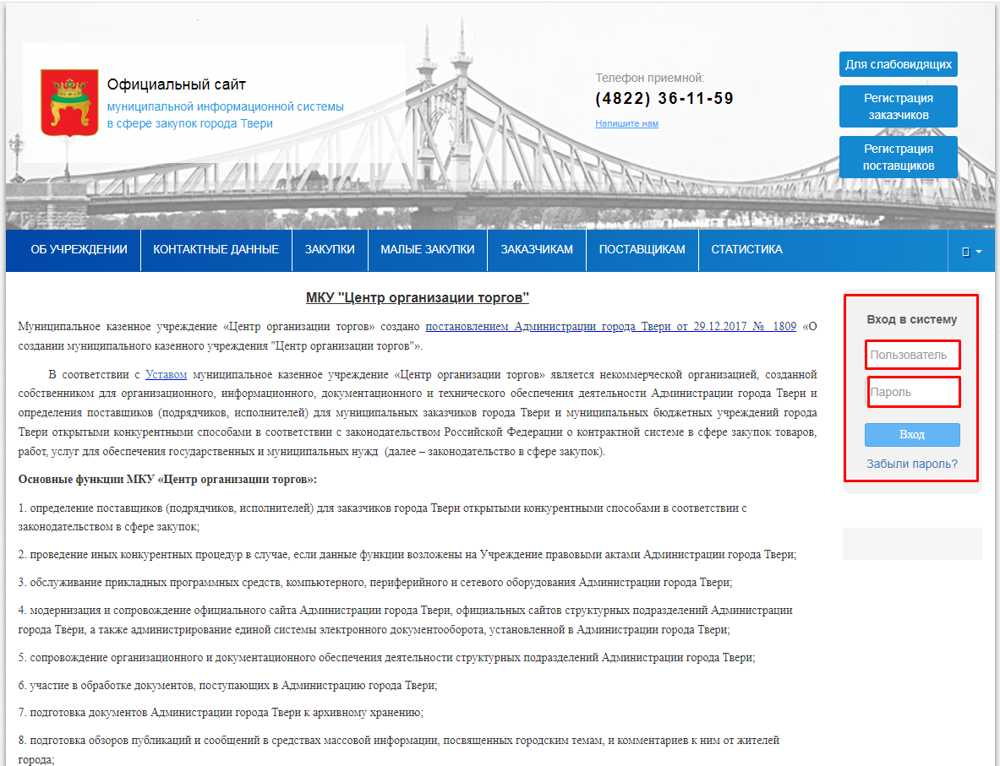 Официальный сайт
муниципальной информационной системы
в сфере закупок города Твери
Телефон приемной:
(4822) 36-11-59
Напишите нам
Для слабовидящих
Регистрация
заказчиков
Регистрация
поставщиков
ОБ УЧРЕЖДЕНИИ КОНТАКТНЫЕ ДАННЫЕ ЗАКУПКИ МАЛЫЕ ЗАКУПКИ ЗАКАЗЧИКАМ ПОСТАВЩИКАМ СТАТИСТИКА
МКУ "Центр организации торгов"
Муниципальное казенное учреждение «Центр организации торгов» создано постановлением Администрации города Твери от 29.12.2017 № 1809 «О
создании муниципального казенного учреждения "Центр организации торгов"».
В соответствии с Уставом муниципальное казенное учреждение «Центр организации торгов» является некоммерческой организацией, созданной
собственником для организационного, информационного, документационного и технического обеспечения деятельности Администрации города Твери и
определения поставщиков (подрядчиков, исполнителей) для муниципальных заказчиков города Твери и муниципальных бюджетных учреждений города
Твери открытыми конкурентными способами в соответствии с законодательством Российской Федерации о контрактной системе в сфере закупок товаров,
работ, услуг для обеспечения государственных и муниципальных нужд (далее – законодательство в сфере закупок).
Основные функции МКУ «Центр организации торгов»:
1. определение поставщиков (подрядчиков, исполнителей) для заказчиков города Твери открытыми конкурентными способами в соответствии с
законодательством в сфере закупок;
2. проведение иных конкурентных процедур в случае, если данные функции возложены на Учреждение правовыми актами Администрации города Твери;
3. обслуживание прикладных программных средств, компьютерного, периферийного и сетевого оборудования Администрации города Твери;
4. модернизация и сопровождение официального сайта Администрации города Твери, официальных сайтов структурных подразделений Администрации
города Твери, а также администрирование единой системы электронного документооборота, установленной в Администрации города Твери;
5. сопровождение организационного и документационного обеспечения деятельности структурных подразделений Администрации города Твери;
6. участие в обработке документов, поступающих в Администрацию города Твери;
7. подготовка документов Администрации города Твери к архивному хранению;
8. подготовка обзоров публикаций и сообщений в средствах массовой информации, посвященных городским темам, и комментариев к ним от жителей
города;
Вход в систему
Пользователь
Пароль
Вход
Забыли пароль?